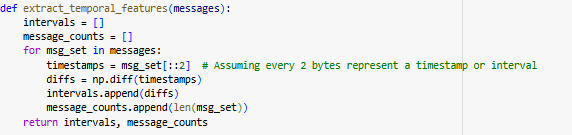 def extract_temporal_features(messages):
    intervals = []
    message_counts = []
    for msg_set in messages:
        timestamps = msg_set[::2]  # Assuming every 2 bytes represent a timestamp or interval
        diffs = np.diff(timestamps)
        intervals.append(diffs)
        message_counts.append(len(msg_set))
    return intervals, message_counts